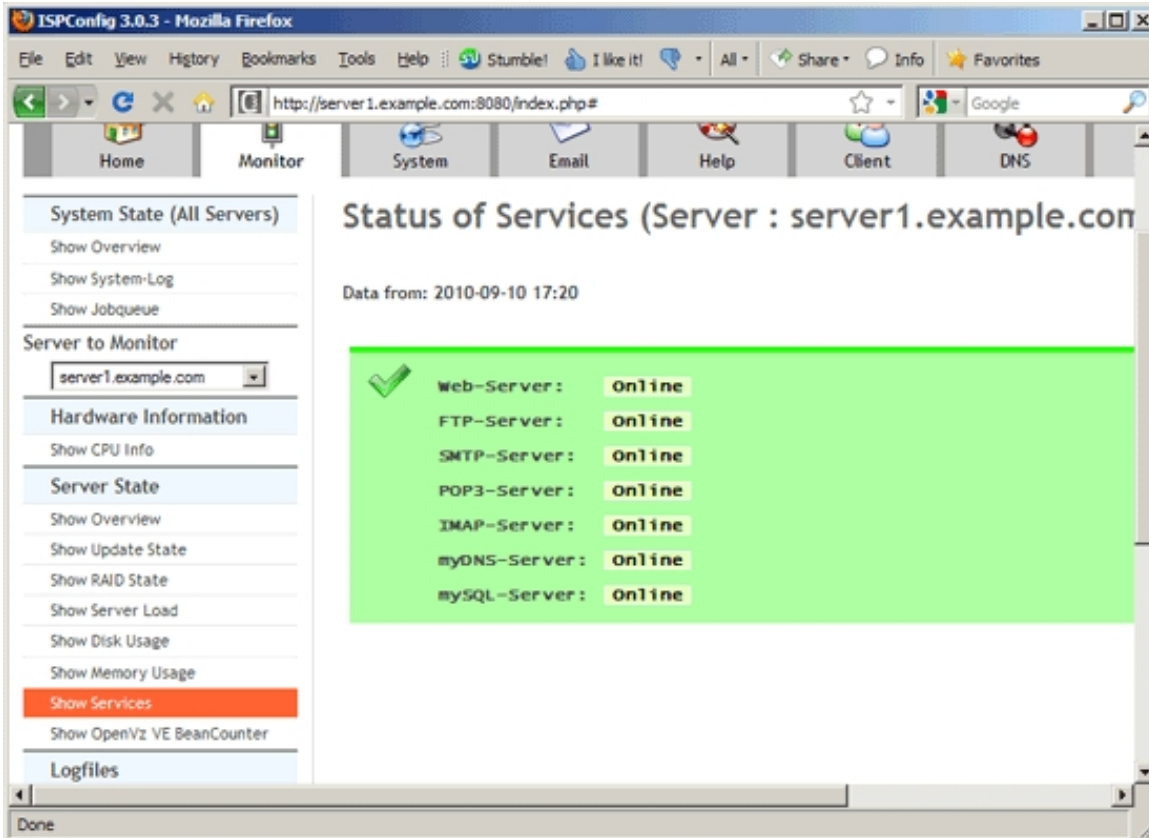 ISPConfig 3.0.3 - Mozilla Firefox
File Edit View History Bookmarks Tools Help Stumble! I like it! All Share Info Favorites
http://server1.example.com:8080/index.php# Google
Home Monitor System Email Help Client DNS
System State (All Servers)
Show Overview
Show System-Log
Show Jobqueue
Server to Monitor
server1.example.com
Hardware Information
Show CPU Info
Server State
Show Overview
Show Update State
Show RAID State
Show Server Load
Show Disk Usage
Show Memory Usage
Show Services
Show OpenVz VE BeanCounter
Logfiles
Status of Services (Server : server1.example.com
Data from: 2010-09-10 17:20
Web-Server: Online
FTP-Server: Online
SMTP-Server: Online
POP3-Server: Online
IMAP-Server: Online
myDNS-Server: Online
mySQL-Server: Online
Done